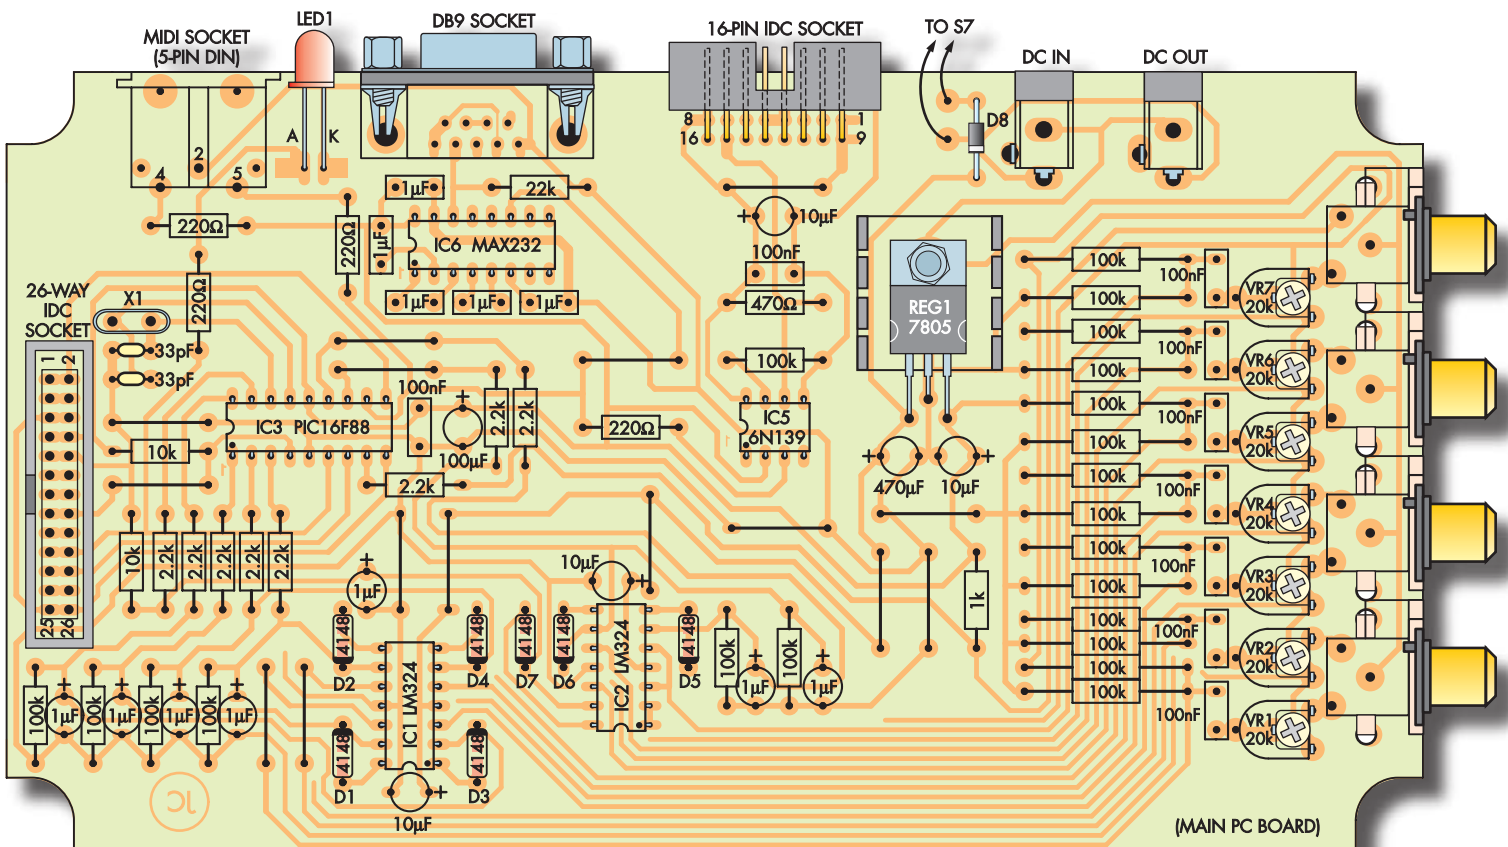 MIDI SOCKET
(5-PIN DIN)
LED1
DB9 SOCKET
16-PIN IDC SOCKET
TO S7
DC IN
DC OUT
A
K
8
1
16
9
D8
2
4
5
1µF
22k
10µF
220Ω
220Ω
1µF
IC6 MAX232
100nF
100k
100nF
VR7
20k
26-WAY
IDC
SOCKET
X1
220Ω
1µF
1µF
1µF
470Ω
REG1
7805
100k
100k
100nF
VR6
20k
1
2
33pF
33pF
100k
100k
100nF
100k
100nF
VR5
20k
IC3 PIC16F88
2.2k
2.2k
220Ω
IC5
6N139
100k
10k
100µF
470µF
10µF
100k
100nF
VR4
20k
2.2k
100k
10k
2.2k
2.2k
2.2k
2.2k
2.2k
1µF
10µF
1k
100k
100nF
VR3
20k
100k
25
26
4148
D2
4148
D4
4148
D7
4148
D6
IC2 LM324
4148
D5
100k
1µF
100k
1µF
100k
100k
100nF
VR2
20k
100k
100k
100nF
VR1
20k
100k
1µF
100k
1µF
100k
1µF
100k
1µF
IC1 LM324
4148
D1
4148
D3
10µF
JC
(MAIN PC BOARD)